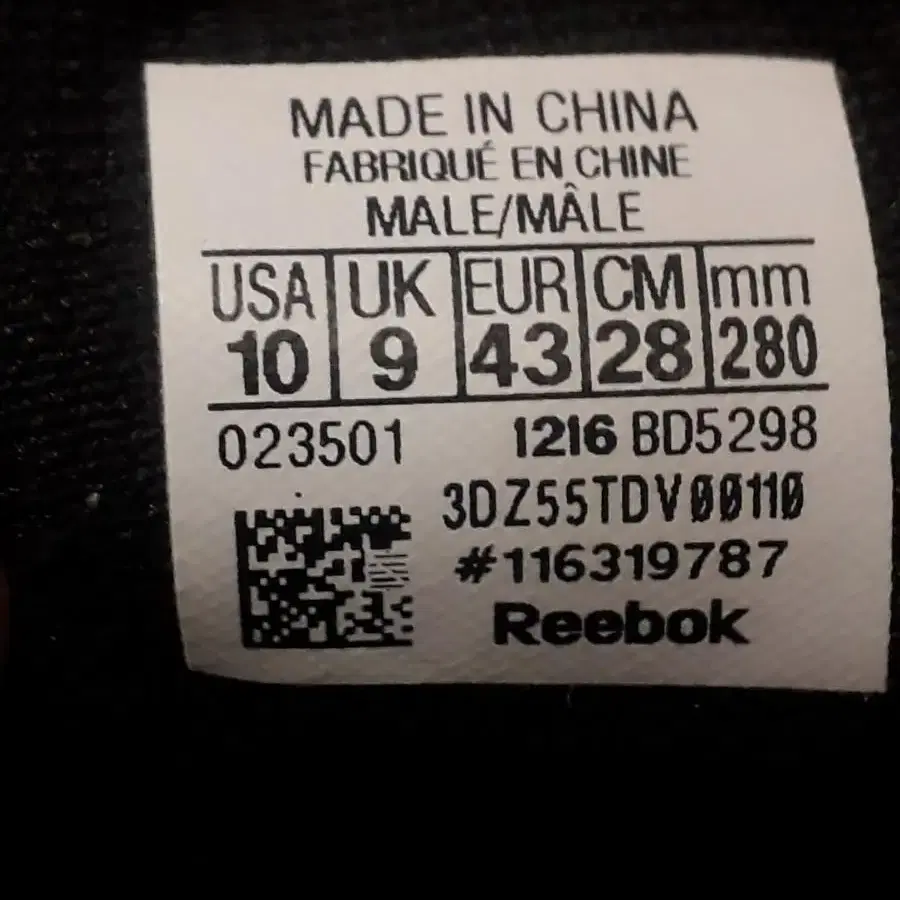 MADE IN CHINA
FABRIQUÉ EN CHINE
MALE/MÂLE
USA UK EUR CM mm
10 9 43 28 280
023501 1216 BD5298
3DZ55TDV00110
#116319787
Reebok